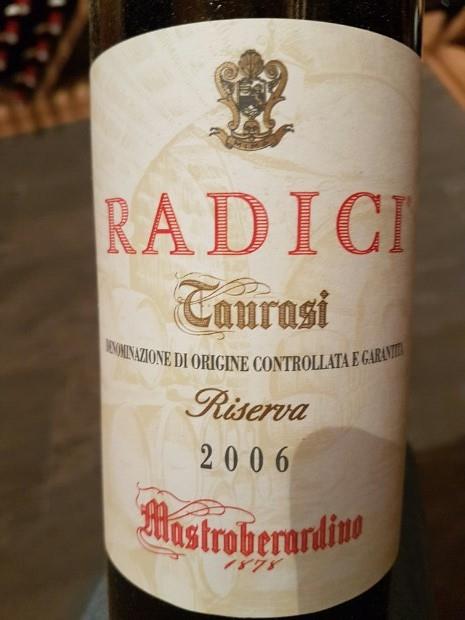 RADICI
Taurasi
DENOMINAZIONE DI ORIGINE CONTROLLATA E GARANTITA
Riserva
2006
Mastroberardino
1878